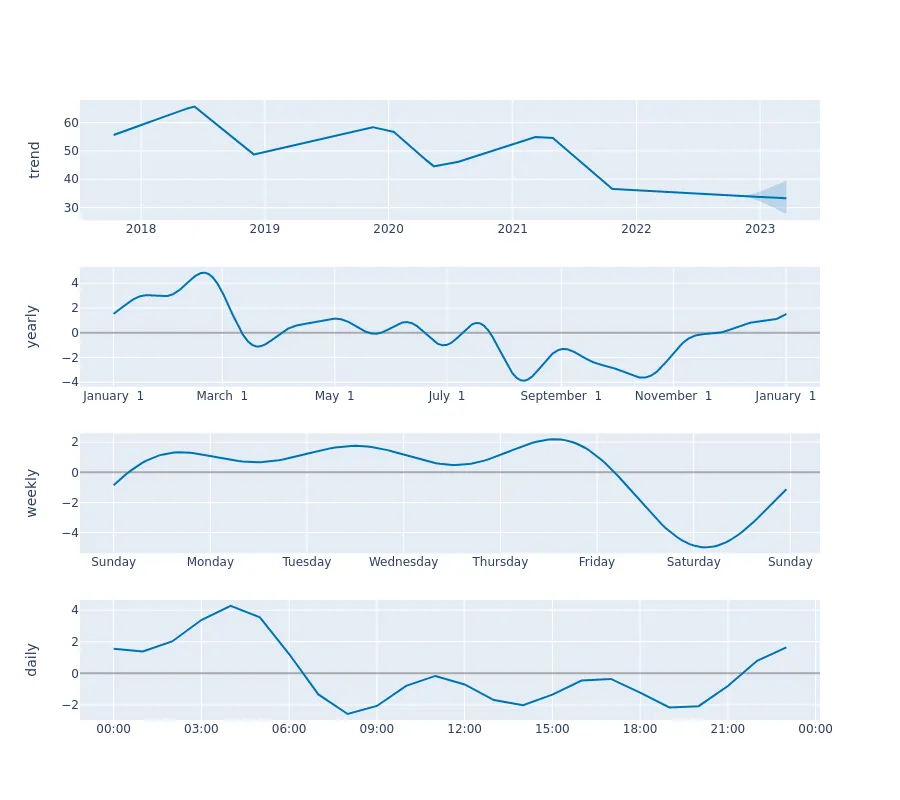 trend
60
50
40
30
2018 2019 2020 2021 2022 2023
yearly
4
2
0
−2
−4
January 1 March 1 May 1 July 1 September 1 November 1 January 1
weekly
2
0
−2
−4
Sunday Monday Tuesday Wednesday Thursday Friday Saturday Sunday
daily
4
2
0
−2
00:00 03:00 06:00 09:00 12:00 15:00 18:00 21:00 00:00